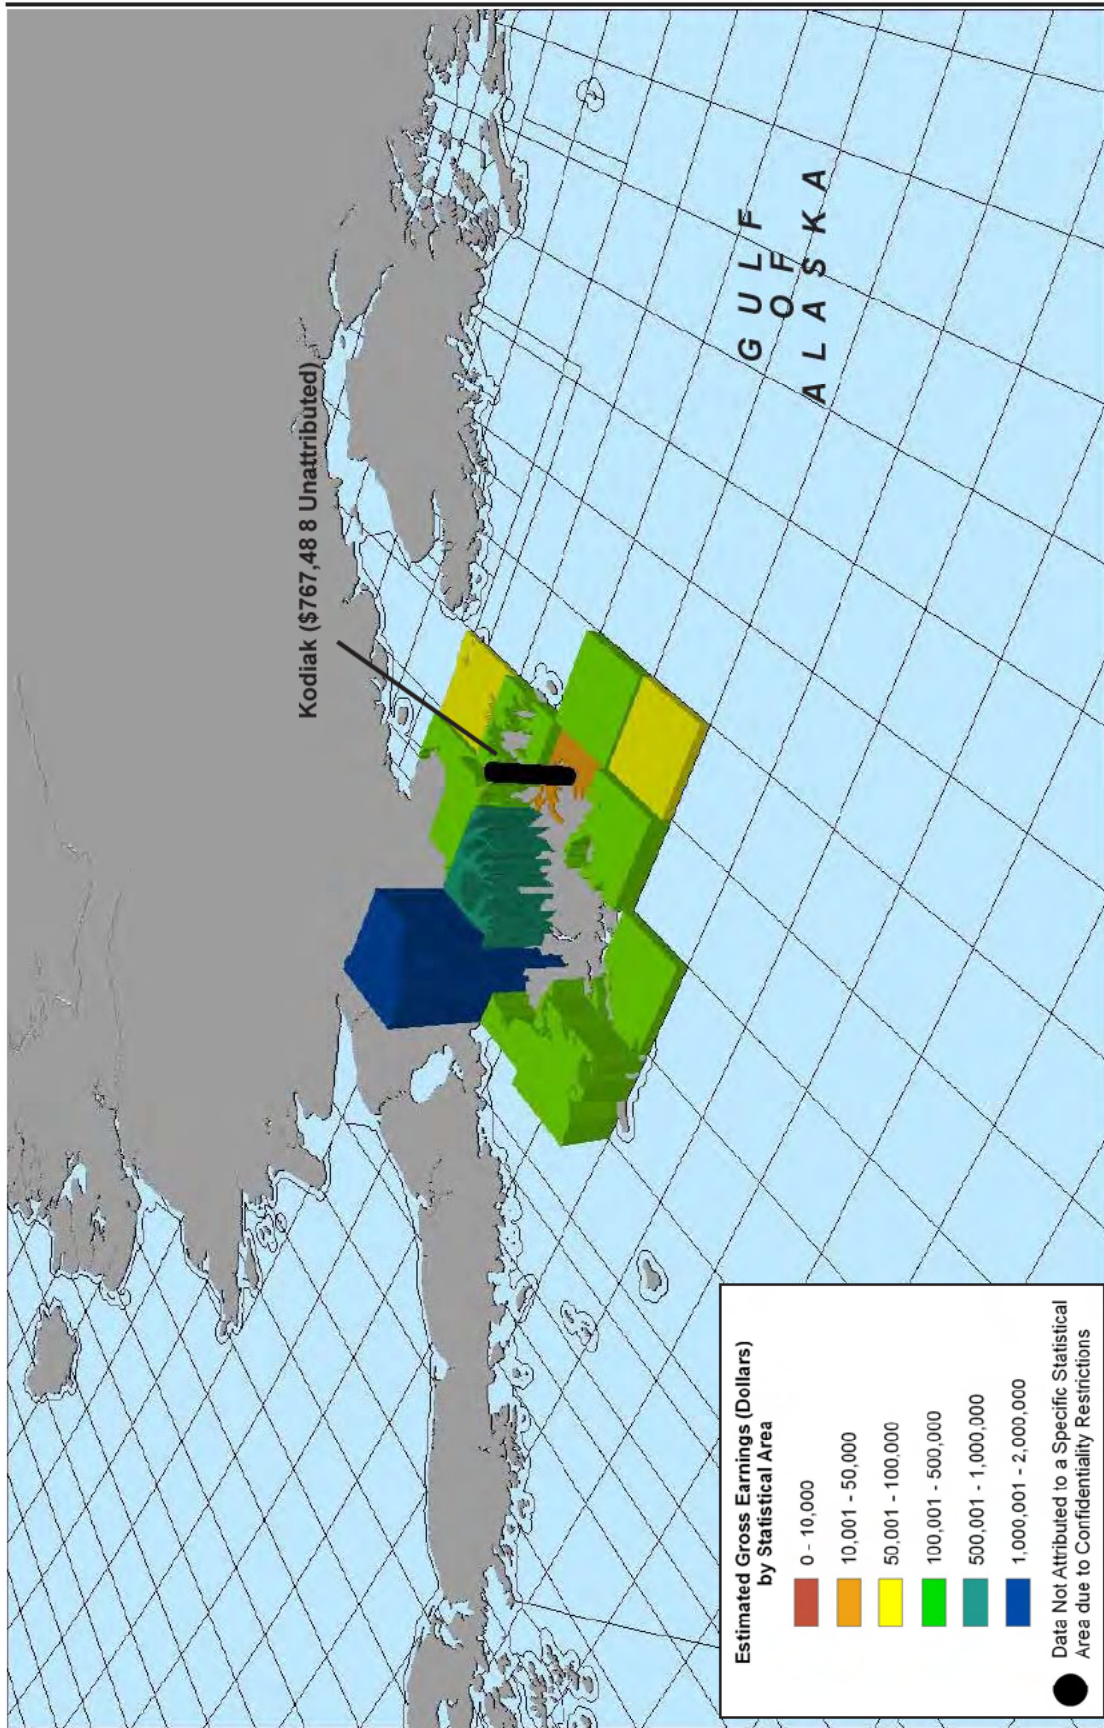 Kodiak ($767,48 8 Unattributed)
G U L F
O F
A L A S K A
Estimated Gross Earnings (Dollars)
by Statistical Area
0 - 10,000
10,001 - 50,000
50,001 - 100,000
100,001 - 500,000
500,001 - 1,000,000
1,000,001 - 2,000,000
Data Not Attributed to a Specific Statistical
Area due to Confidentiality Restrictions